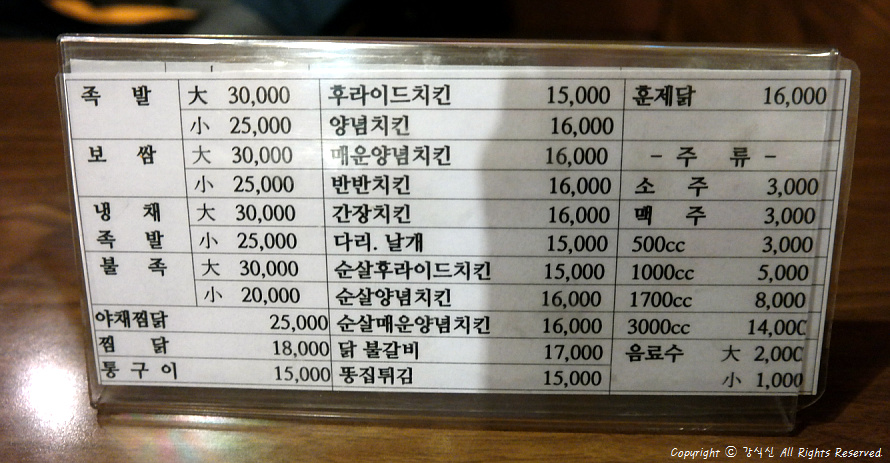 족 발 大 30,000 후라이드치킨 15,000 훈제닭 16,000
小 25,000 양념치킨 16,000
보 쌈 大 30,000 매운양념치킨 16,000 - 주 류 -
小 25,000 반반치킨 16,000 소 주 3,000
냉 채 大 30,000 간장치킨 16,000 맥 주 3,000
족 발 小 25,000 다리. 날개 15,000 500cc 3,000
불 족 大 30,000 순살후라이드치킨 15,000 1000cc 5,000
小 20,000 순살양념치킨 16,000 1700cc 8,000
야채찜닭 25,000 순살매운양념치킨 16,000 3000cc 14,000
찜 닭 18,000 닭 불갈비 17,000 음료수 大 2,000
통 구 이 15,000 똥집튀김 15,000 小 1,000
Copyright ⓒ 강식신 All Rights Reserved.